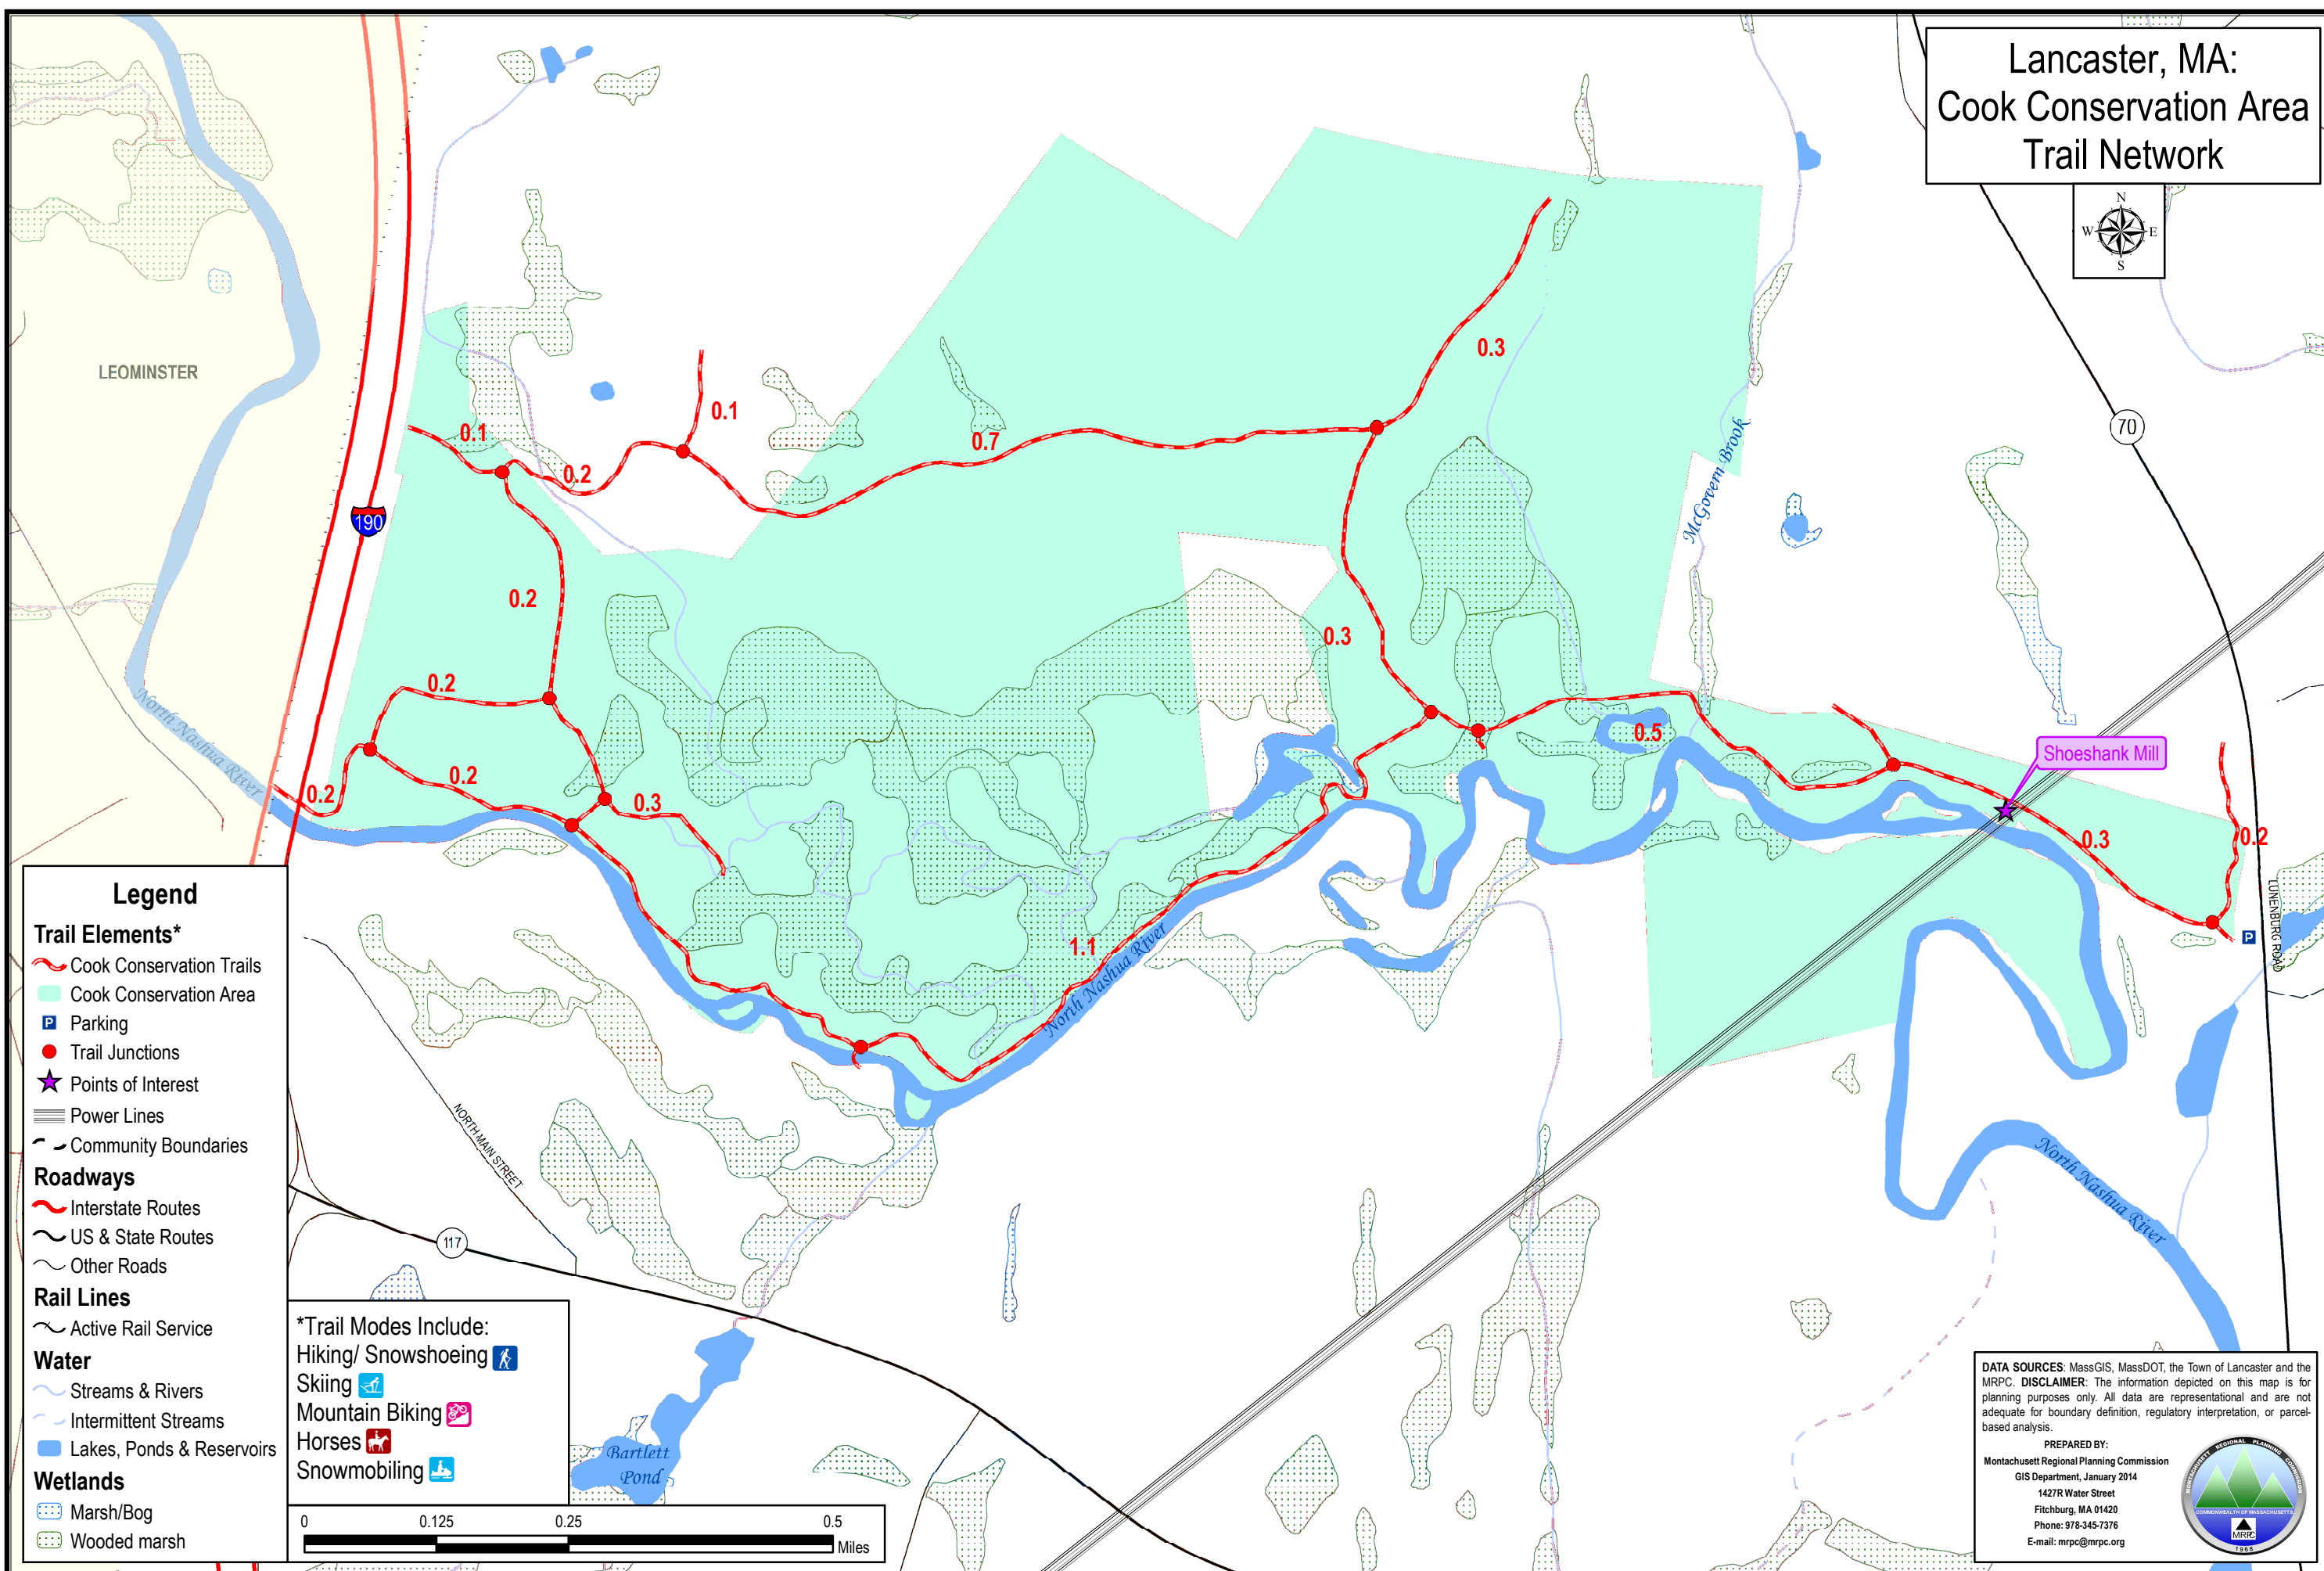 Lancaster, MA:
Cook Conservation Area
Trail Network
N
W E
S
LEOMINSTER
190
70
117
0.1
0.2
0.1
0.7
0.3
0.2
0.3
0.2
0.2
0.2
0.3
0.5
0.3
0.2
1.1
McGovern Brook
North Nashua River
North Nashua River
North Nashua River
Shoeshank Mill
P
LUNENBURG ROAD
NORTH MAIN STREET
Bartlett
Pond
Legend
Trail Elements*
Cook Conservation Trails
Cook Conservation Area
P Parking
Trail Junctions
Points of Interest
Power Lines
Community Boundaries
Roadways
Interstate Routes
US & State Routes
Other Roads
Rail Lines
Active Rail Service
Water
Streams & Rivers
Intermittent Streams
Lakes, Ponds & Reservoirs
Wetlands
Marsh/Bog
Wooded marsh
*Trail Modes Include:
Hiking/ Snowshoeing
Skiing
Mountain Biking
Horses
Snowmobiling
0 0.125 0.25 0.5
Miles
DATA SOURCES: MassGIS, MassDOT, the Town of Lancaster and the
MRPC. DISCLAIMER: The information depicted on this map is for
planning purposes only. All data are representational and are not
adequate for boundary definition, regulatory interpretation, or parcel-
based analysis.
PREPARED BY:
Montachusett Regional Planning Commission
GIS Department, January 2014
1427R Water Street
Fitchburg, MA 01420
Phone: 978-345-7376
E-mail: mrpc@mrpc.org
MONTACHUSETT REGIONAL PLANNING COMMISSION
COMMONWEALTH OF MASSACHUSETTS
MRPC
1968